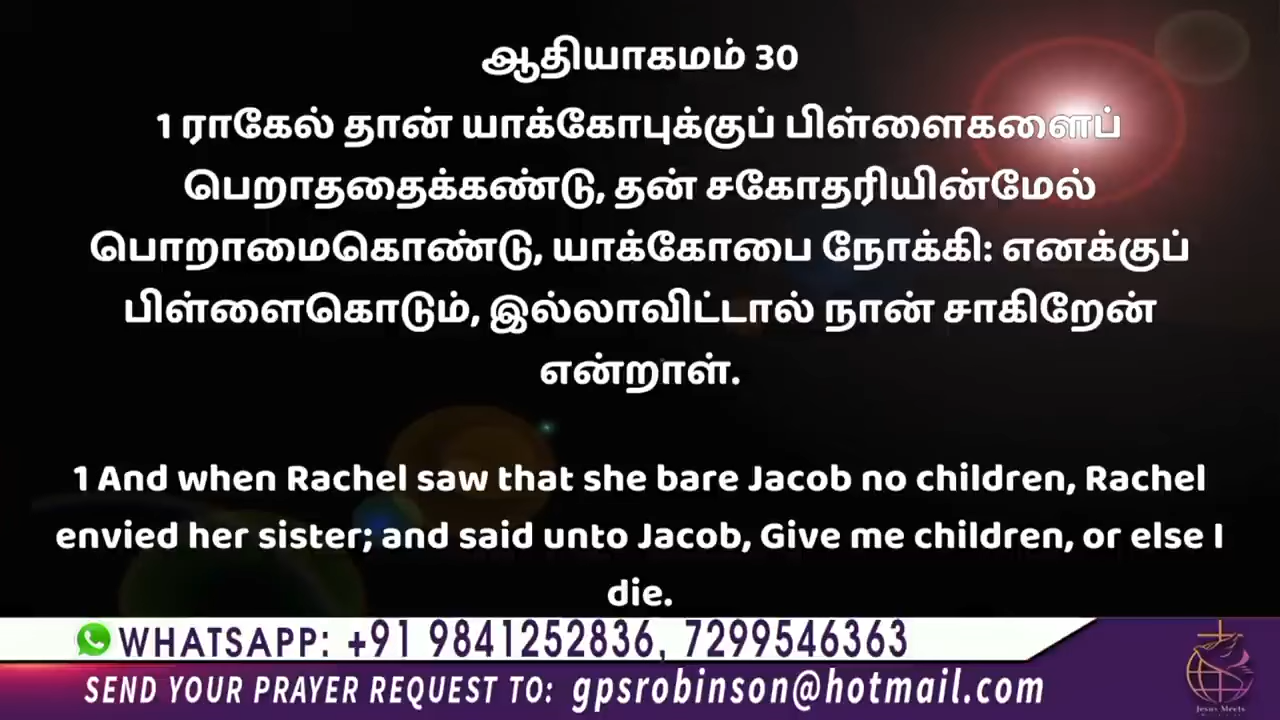 ஆதியாகமம் 30
1 ராகேல் தான் யாக்கோபுக்குப் பிள்ளைகளைப்
பெறாததைக்கண்டு, தன் சகோதரியின்மேல்
பொறாமைகொண்டு, யாக்கோபை நோக்கி: எனக்குப்
பிள்ளைகொடும், இல்லாவிட்டால் நான் சாகிறேன்
என்றாள்.
1 And when Rachel saw that she bare Jacob no children, Rachel
envied her sister; and said unto Jacob, Give me children, or else I
die.
WHATSAPP: +91 9841252836, 7299546363
SEND YOUR PRAYER REQUEST TO: gpsrobinson@hotmail.com
Jesus Meets